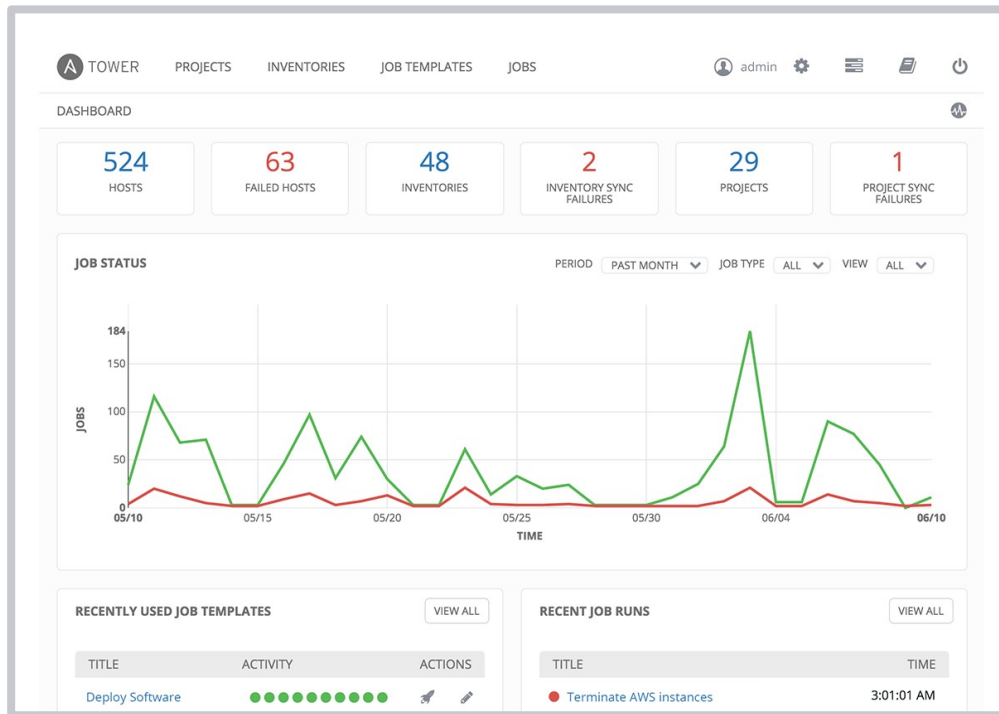 A TOWER PROJECTS INVENTORIES JOB TEMPLATES JOBS admin
DASHBOARD
524 63 48 2 29 1
HOSTS FAILED HOSTS INVENTORIES INVENTORY SYNC FAILURES PROJECTS PROJECT SYNC FAILURES
JOB STATUS PERIOD PAST MONTH JOB TYPE ALL VIEW ALL
184
150
100
50
0
JOBS
05/10 05/15 05/20 05/25 05/30 06/04 06/10
TIME
RECENTLY USED JOB TEMPLATES VIEW ALL
TITLE ACTIVITY ACTIONS
Deploy Software
RECENT JOB RUNS VIEW ALL
TITLE TIME
Terminate AWS instances 3:01:01 AM